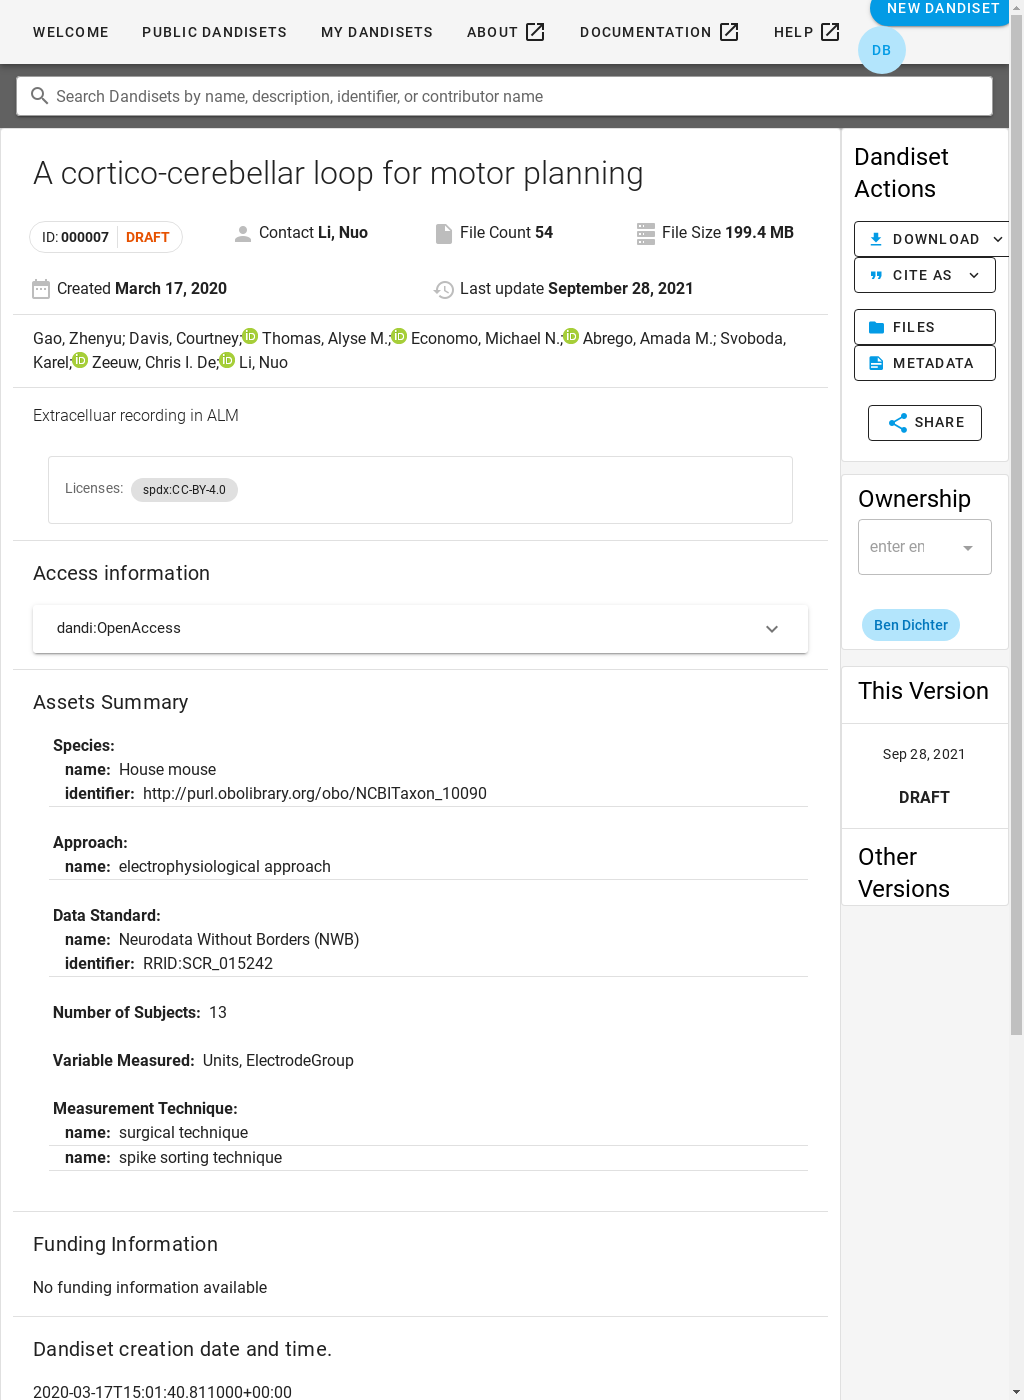 WELCOME PUBLIC DANDISETS MY DANDISETS ABOUT DOCUMENTATION HELP NEW DANDISET
DB
Search Dandisets by name, description, identifier, or contributor name
A cortico-cerebellar loop for motor planning
ID: 000007 DRAFT Contact Li, Nuo File Count 54 File Size 199.4 MB
Created March 17, 2020 Last update September 28, 2021
Gao, Zhenyu; Davis, Courtney; iD Thomas, Alyse M.; iD Economo, Michael N.; iD Abrego, Amada M.; Svoboda,
Karel; iD Zeeuw, Chris I. De; iD Li, Nuo
Extracelluar recording in ALM
Licenses: spdx:CC-BY-4.0
Access information
dandi:OpenAccess
Assets Summary
Species:
name: House mouse
identifier: http://purl.obolibrary.org/obo/NCBITaxon_10090
Approach:
name: electrophysiological approach
Data Standard:
name: Neurodata Without Borders (NWB)
identifier: RRID:SCR_015242
Number of Subjects: 13
Variable Measured: Units, ElectrodeGroup
Measurement Technique:
name: surgical technique
name: spike sorting technique
Funding Information
No funding information available
Dandiset creation date and time.
2020-03-17T15:01:40.811000+00:00
Dandiset
Actions
DOWNLOAD
CITE AS
FILES
METADATA
SHARE
Ownership
enter en
Ben Dichter
This Version
Sep 28, 2021
DRAFT
Other
Versions